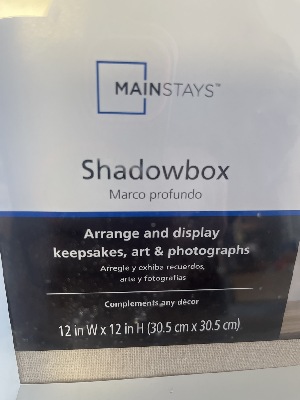 MAINSTAYS™
Shadowbox
Marco profundo
Arrange and display
keepsakes, art & photographs
Arregle y exhiba recuerdos,
arte y fotografías
Complements any décor
12 in W x 12 in H (30.5 cm x 30.5 cm)